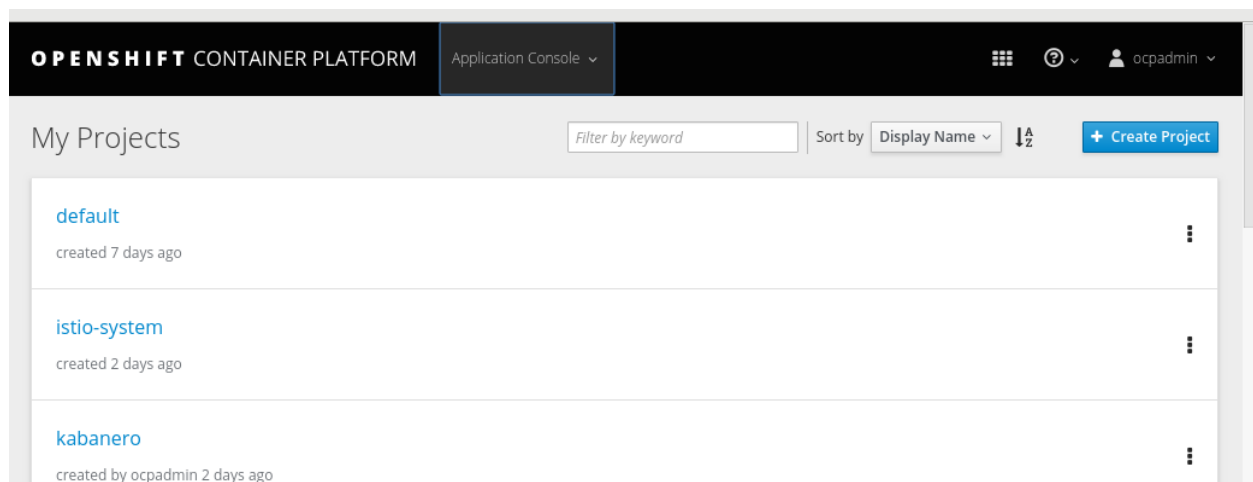 OPENSHIFT CONTAINER PLATFORM Application Console ocpadmin
My Projects Filter by keyword Sort by Display Name Create Project
default
created 7 days ago
istio-system
created 2 days ago
kabanero
created by ocpadmin 2 days ago